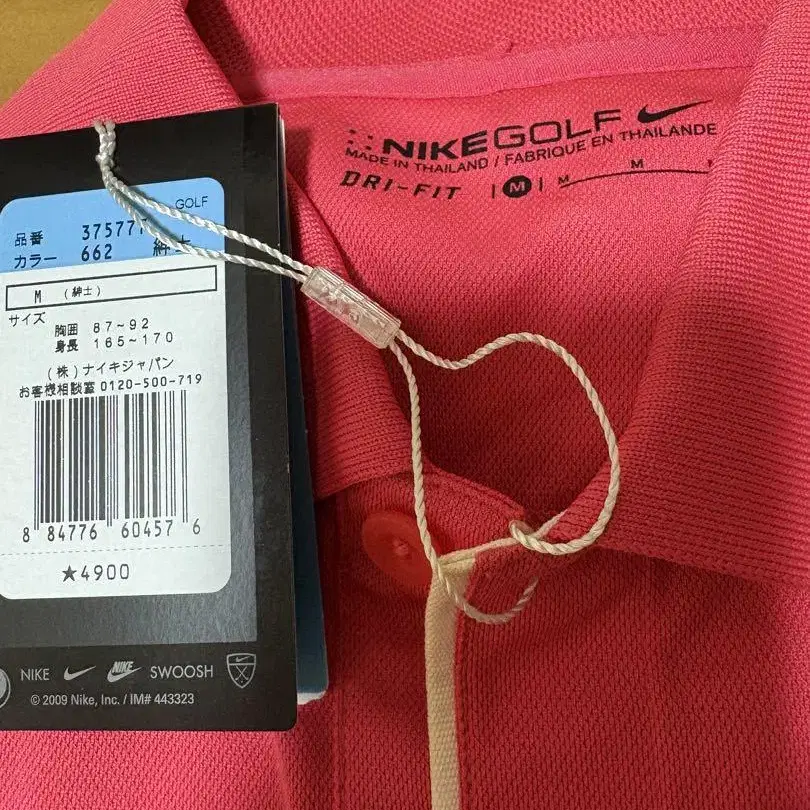 GOLF
品番
カラー 662 紳士
M (紳士)
サイズ
胸囲 87~92
身長 165~170
(株)ナイキジャパン
お客様相談室 0120-500-719
8 84776 60457 6
★4900
NIKE NIKE SWOOSH
© 2009 Nike, Inc. / IM# 443323
NIKEGOLF
MADE IN THAILAND / FABRIQUE EN THAILANDE
DRI-FIT | M | M M